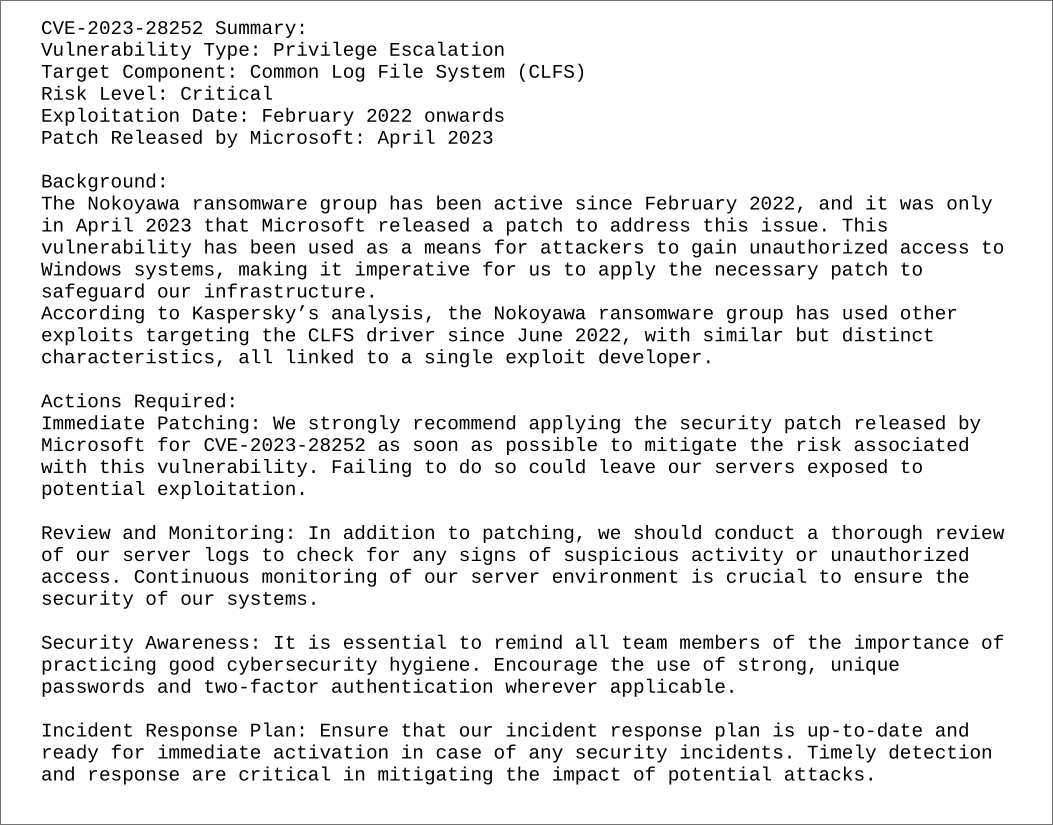 CVE-2023-28252 Summary:
Vulnerability Type: Privilege Escalation
Target Component: Common Log File System (CLFS)
Risk Level: Critical
Exploitation Date: February 2022 onwards
Patch Released by Microsoft: April 2023
Background:
The Nokoyawa ransomware group has been active since February 2022, and it was only
in April 2023 that Microsoft released a patch to address this issue. This
vulnerability has been used as a means for attackers to gain unauthorized access to
Windows systems, making it imperative for us to apply the necessary patch to
safeguard our infrastructure.
According to Kaspersky’s analysis, the Nokoyawa ransomware group has used other
exploits targeting the CLFS driver since June 2022, with similar but distinct
characteristics, all linked to a single exploit developer.
Actions Required:
Immediate Patching: We strongly recommend applying the security patch released by
Microsoft for CVE-2023-28252 as soon as possible to mitigate the risk associated
with this vulnerability. Failing to do so could leave our servers exposed to
potential exploitation.
Review and Monitoring: In addition to patching, we should conduct a thorough review
of our server logs to check for any signs of suspicious activity or unauthorized
access. Continuous monitoring of our server environment is crucial to ensure the
security of our systems.
Security Awareness: It is essential to remind all team members of the importance of
practicing good cybersecurity hygiene. Encourage the use of strong, unique
passwords and two-factor authentication wherever applicable.
Incident Response Plan: Ensure that our incident response plan is up-to-date and
ready for immediate activation in case of any security incidents. Timely detection
and response are critical in mitigating the impact of potential attacks.